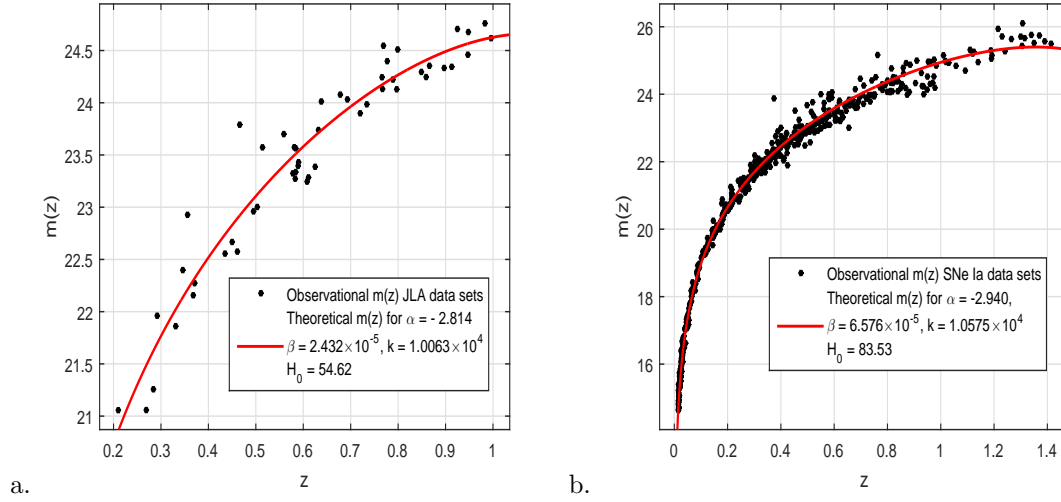 24.5
24
23.5
23
22.5
22
21.5
21
m(z)
Observational m(z) JLA data sets
Theoretical m(z) for α = - 2.814
β = 2.432×10⁻⁵, k = 1.0063×10⁴
H₀ = 54.62
0.2 0.3 0.4 0.5 0.6 0.7 0.8 0.9 1
z
a.
26
24
22
20
18
16
m(z)
Observational m(z) SNe Ia data sets
Theoretical m(z) for α = -2.940,
β = 6.576×10⁻⁵, k = 1.0575×10⁴
H₀ = 83.53
0 0.2 0.4 0.6 0.8 1 1.2 1.4
z
b.